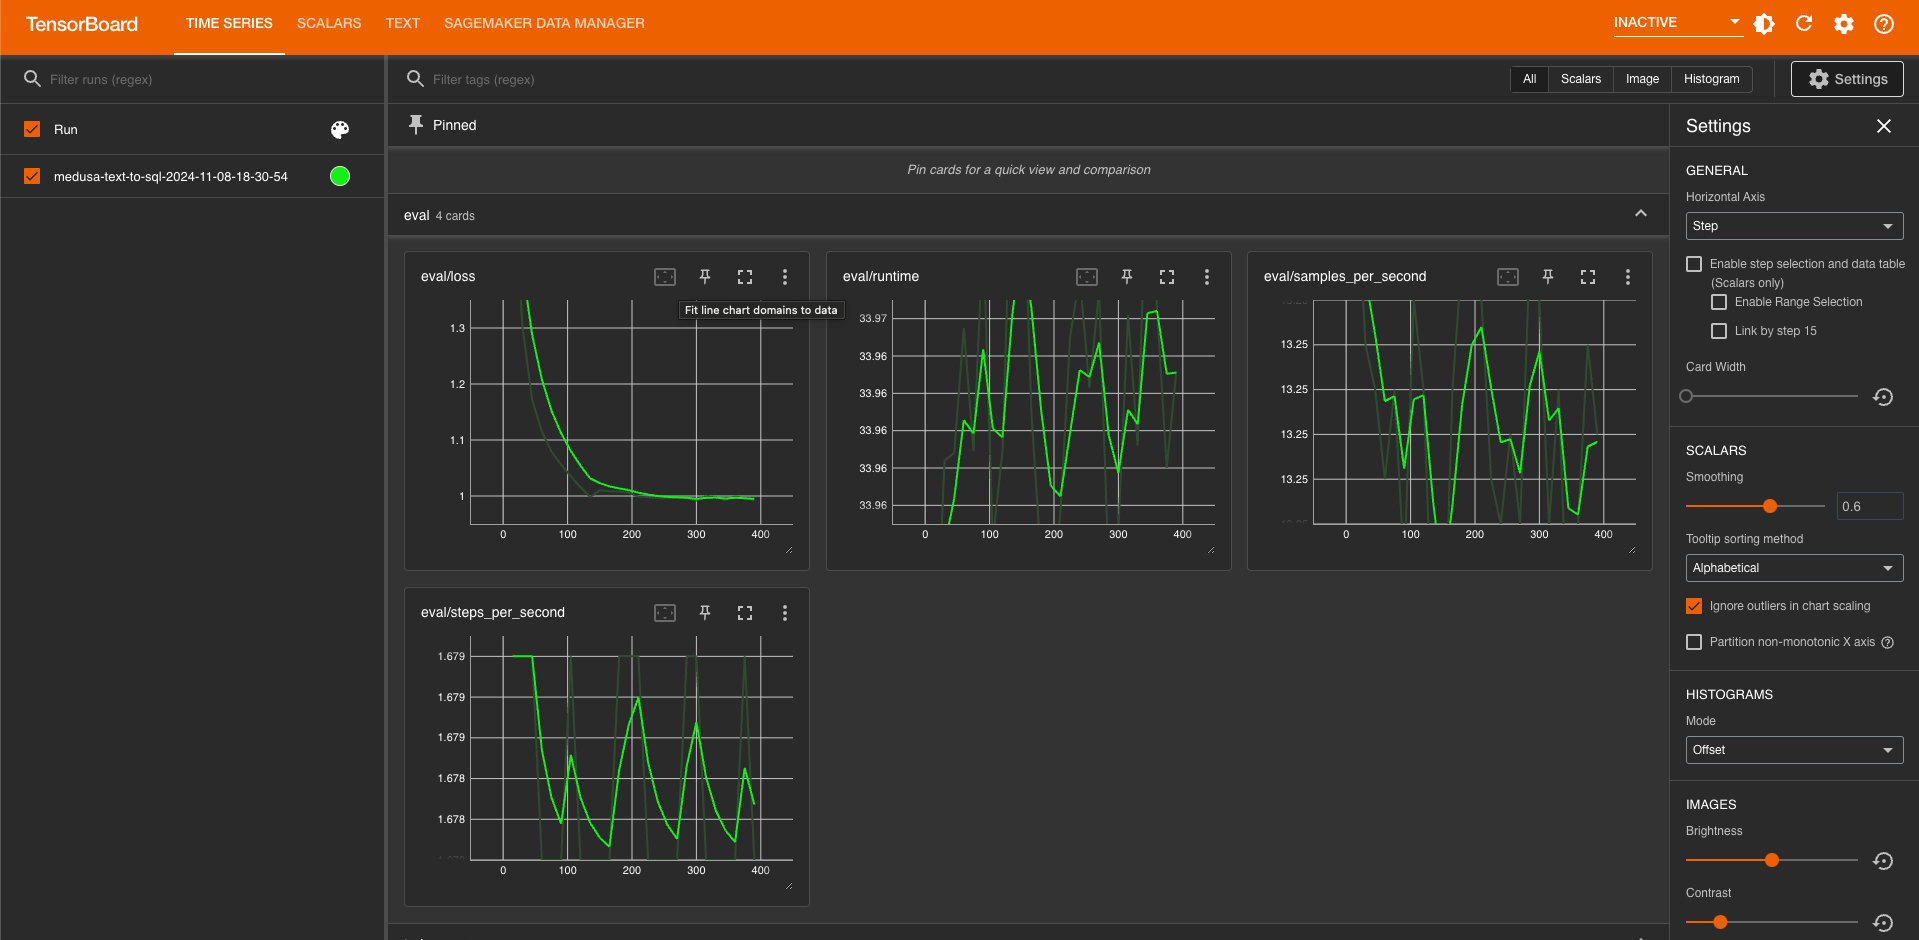 TensorBoard TIME SERIES SCALARS TEXT SAGEMAKER DATA MANAGER INACTIVE
Filter runs (regex)
Run
medusa-text-to-sql-2024-11-08-18-30-54
Filter tags (regex)
All Scalars Image Histogram Settings
Pinned
Pin cards for a quick view and comparison
eval 4 cards
eval/loss
Fit line chart domains to data
1.3
1.2
1.1
1
0 100 200 300 400
eval/runtime
33.97
33.96
33.96
33.96
33.96
33.96
0 100 200 300 400
eval/samples_per_second
13.25
13.25
13.25
13.25
13.25
0 100 200 300 400
eval/steps_per_second
1.679
1.679
1.679
1.678
1.678
0 100 200 300 400
Settings
GENERAL
Horizontal Axis
Step
Enable step selection and data table
(Scalars only)
Enable Range Selection
Link by step 15
Card Width
SCALARS
Smoothing
0.6
Tooltip sorting method
Alphabetical
Ignore outliers in chart scaling
Partition non-monotonic X axis
HISTOGRAMS
Mode
Offset
IMAGES
Brightness
Contrast